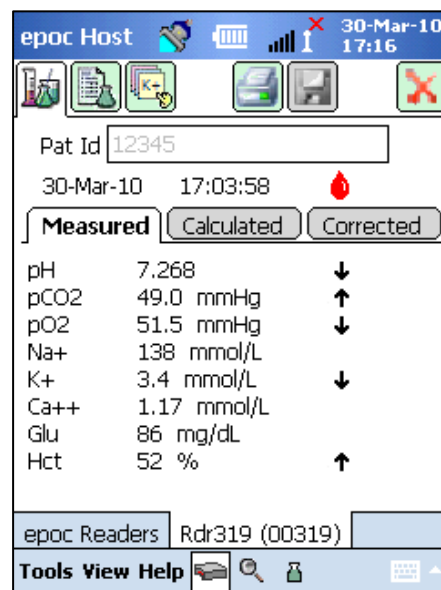 epoc Host 30-Mar-10
17:16
K+
Pat Id 12345
30-Mar-10 17:03:58
Measured Calculated Corrected
pH 7.268 ↓
pCO2 49.0 mmHg ↑
pO2 51.5 mmHg ↓
Na+ 138 mmol/L
K+ 3.4 mmol/L ↓
Ca++ 1.17 mmol/L
Glu 86 mg/dL
Hct 52 % ↑
epoc Readers Rdr319 (00319)
Tools View Help